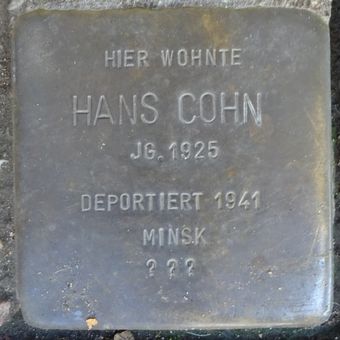 HIER WOHNTE
HANS COHN
JG. 1925
DEPORTIERT 1941
MINSK
? ? ?